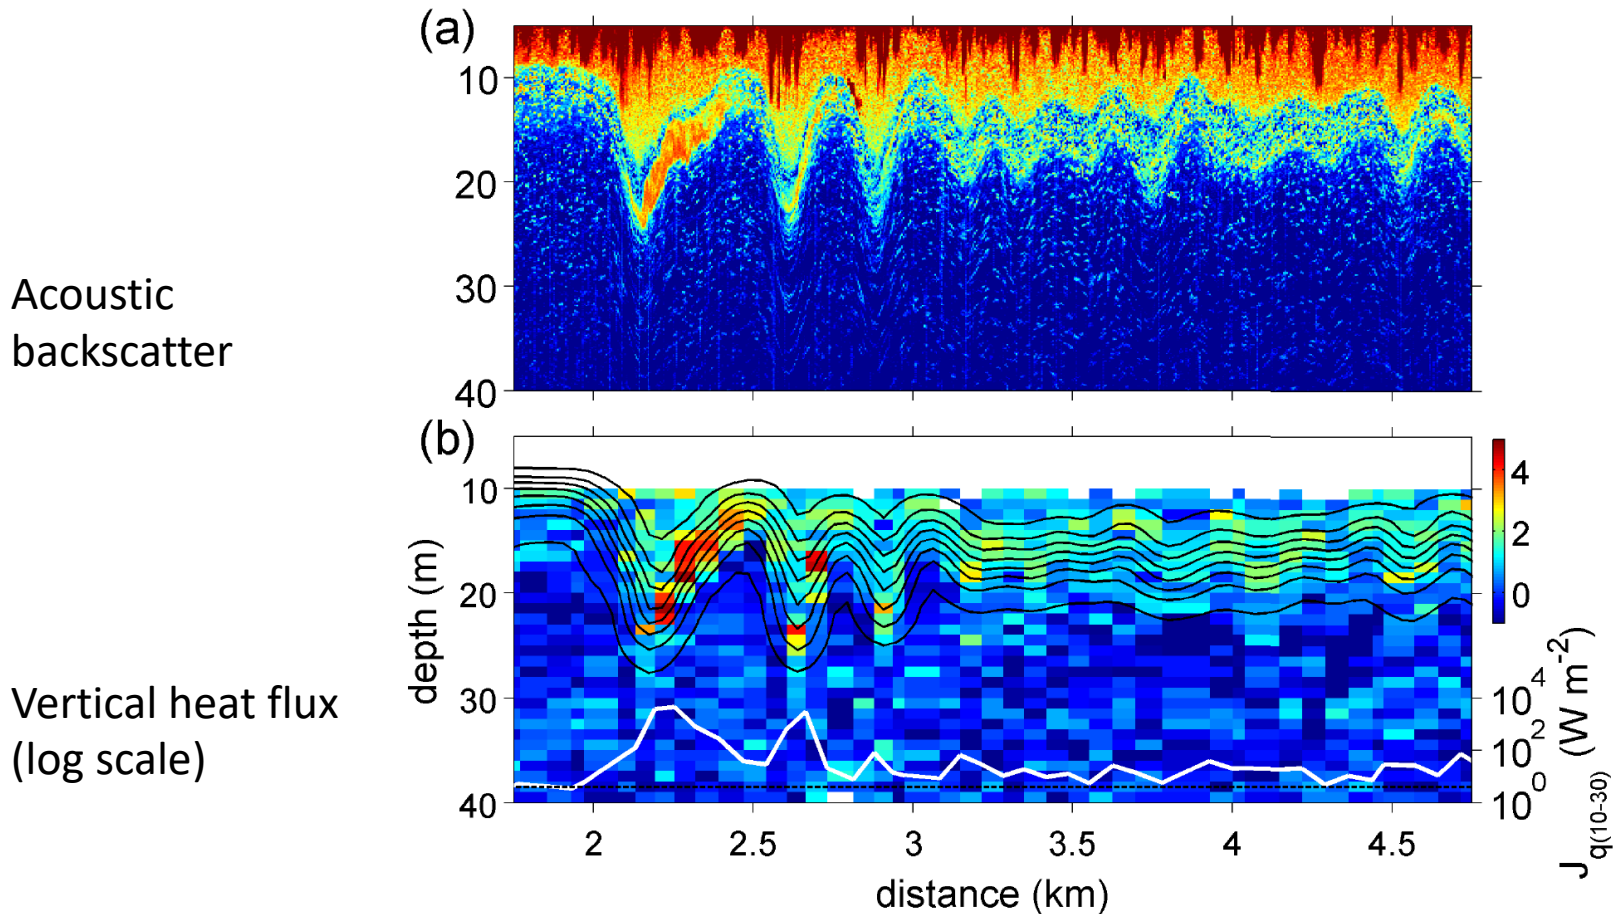 (a)
10
20
30
40
Acoustic
backscatter
(b)
10
20
30
40
depth (m)
4
2
0
10^4
10^2
10^0
J_q(10-30) (W m^-2)
Vertical heat flux
(log scale)
2 2.5 3 3.5 4 4.5
distance (km)